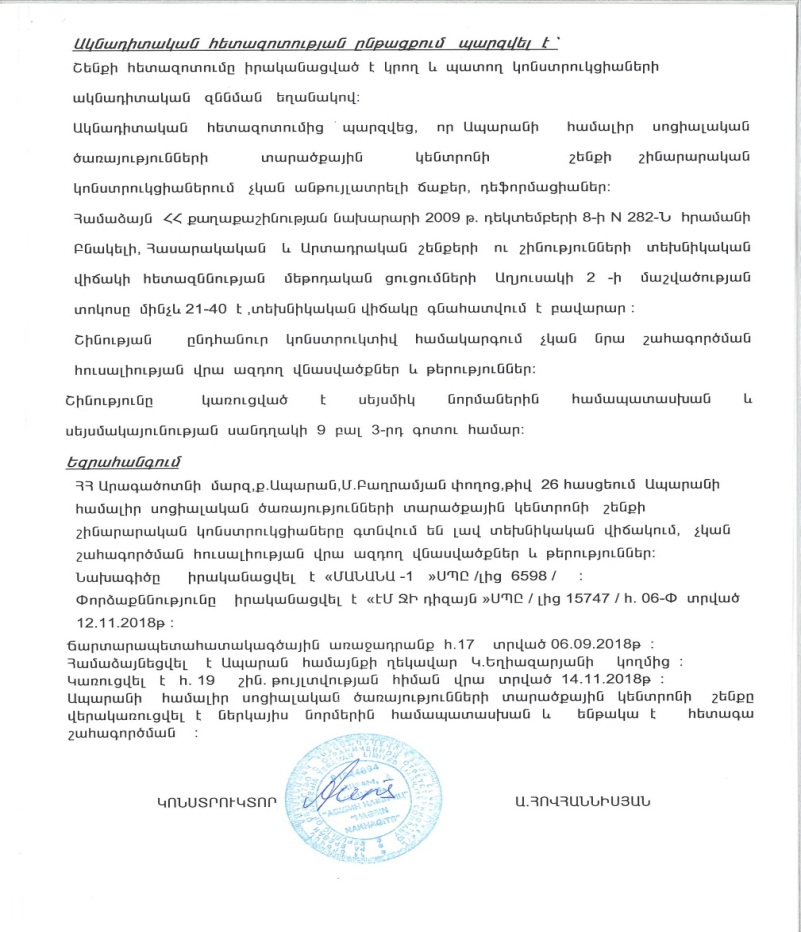 Ակնադիտական հետազոտության ընթացքում պարզվել է՝
Շենքի հետազոտումը իրականացված է կրող և պատող կոնստրուկցիաների
ակնադիտական զննման եղանակով:
Ակնադիտական հետազոտումից պարզվեց, որ Ապարանի համալիր սոցիալական
ծառայությունների տարածքային կենտրոնի շենքի շինարարական
կոնստրուկցիաներում չկան անթույլատրելի ճաքեր, դեֆորմացիաներ:
Համաձայն ՀՀ քաղաքաշինության նախարարի 2009 թ. դեկտեմբերի 8-ի N 282-Ն հրամանի
Բնակելի, Հասարակական և Արտադրական շենքերի ու շինությունների տեխնիկական
վիճակի հետազննության մեթոդական ցուցումների Աղյուսակի 2 -ի մաշվածության
տոկոսը մինչև 21-40 է ,տեխնիկական վիճակը գնահատվում է բավարար :
Շինության ընդհանուր կոնստրուկտիվ համակարգում չկան նրա շահագործման
հուսալիության վրա ազդող վնասվածքներ և թերություններ:
Շինությունը կառուցված է սեյսմիկ նորմաներին համապատասխան և
սեյսմակայունության սանդղակի 9 բալ 3-րդ գոտու համար:
Եզրահանգում
ՀՀ Արագածոտնի մարզ,ք.Ապարան,Մ.Բաղրամյան փողոց,թիվ 26 հասցեում Ապարանի
համալիր սոցիալական ծառայությունների տարածքային կենտրոնի շենքի
շինարարական կոնստրուկցիաները գտնվում են լավ տեխնիկական վիճակում, չկան
շահագործման հուսալիության վրա ազդող վնասվածքներ և թերություններ:
Նախագիծը իրականացվել է «ՄԱՆԱՆԱ -1 »ՍՊԸ /լից 6598 / :
Փորձաքննությունը իրականացվել է «ԷՄ ՋԻ դիզայն »ՍՊԸ / լից 15747 / հ. 06-Փ տրված
12.11.2018թ :
Ճարտարապետահատակագծային առաջադրանք հ.17 տրված 06.09.2018թ :
Համաձայնեցվել է Ապարան համայնքի ղեկավար Կ.Եղիազարյանի կողմից :
Կառուցվել է հ. 19 շին. թույլտվության հիման վրա տրված 14.11.2018թ :
Ապարանի համալիր սոցիալական ծառայությունների տարածքային կենտրոնի շենքը
վերակառուցվել է ներկայիս նորմերին համապատասխան և ենթակա է հետագա
շահագործման :
ԿՈՆՍՏՐՈՒԿՏՈՐ Ա.ՀՈՎՀԱՆՆԻՍՅԱՆ